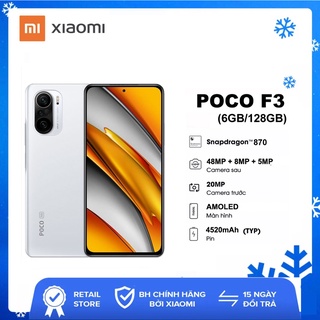 mi XIAOMI
POCO F3
(6GB/128GB)
Snapdragon™ 870
48MP + 8MP + 5MP
Camera sau
20MP
Camera trước
AMOLED
Màn hình
4520mAh (TYP)
Pin
POCO
RETAIL
STORE
BH CHÍNH HÃNG
BỞI XIAOMI
15 NGÀY
ĐỔI TRẢ